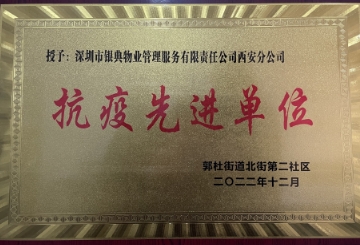 授予：深圳市银典物业管理服务有限责任公司西安分公司
抗疫先进单位
郭杜街道北街第二社区
二〇二二年十二月